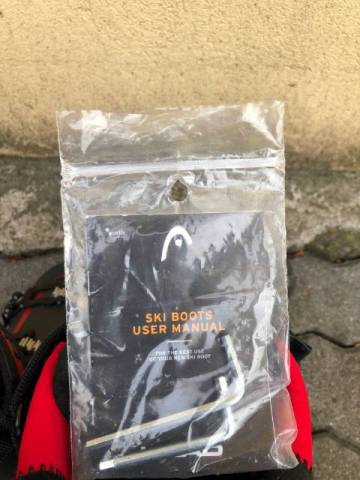 SKI BOOTS
USER MANUAL
FOR THE BEST USE
OF YOUR NEW SKI BOOT